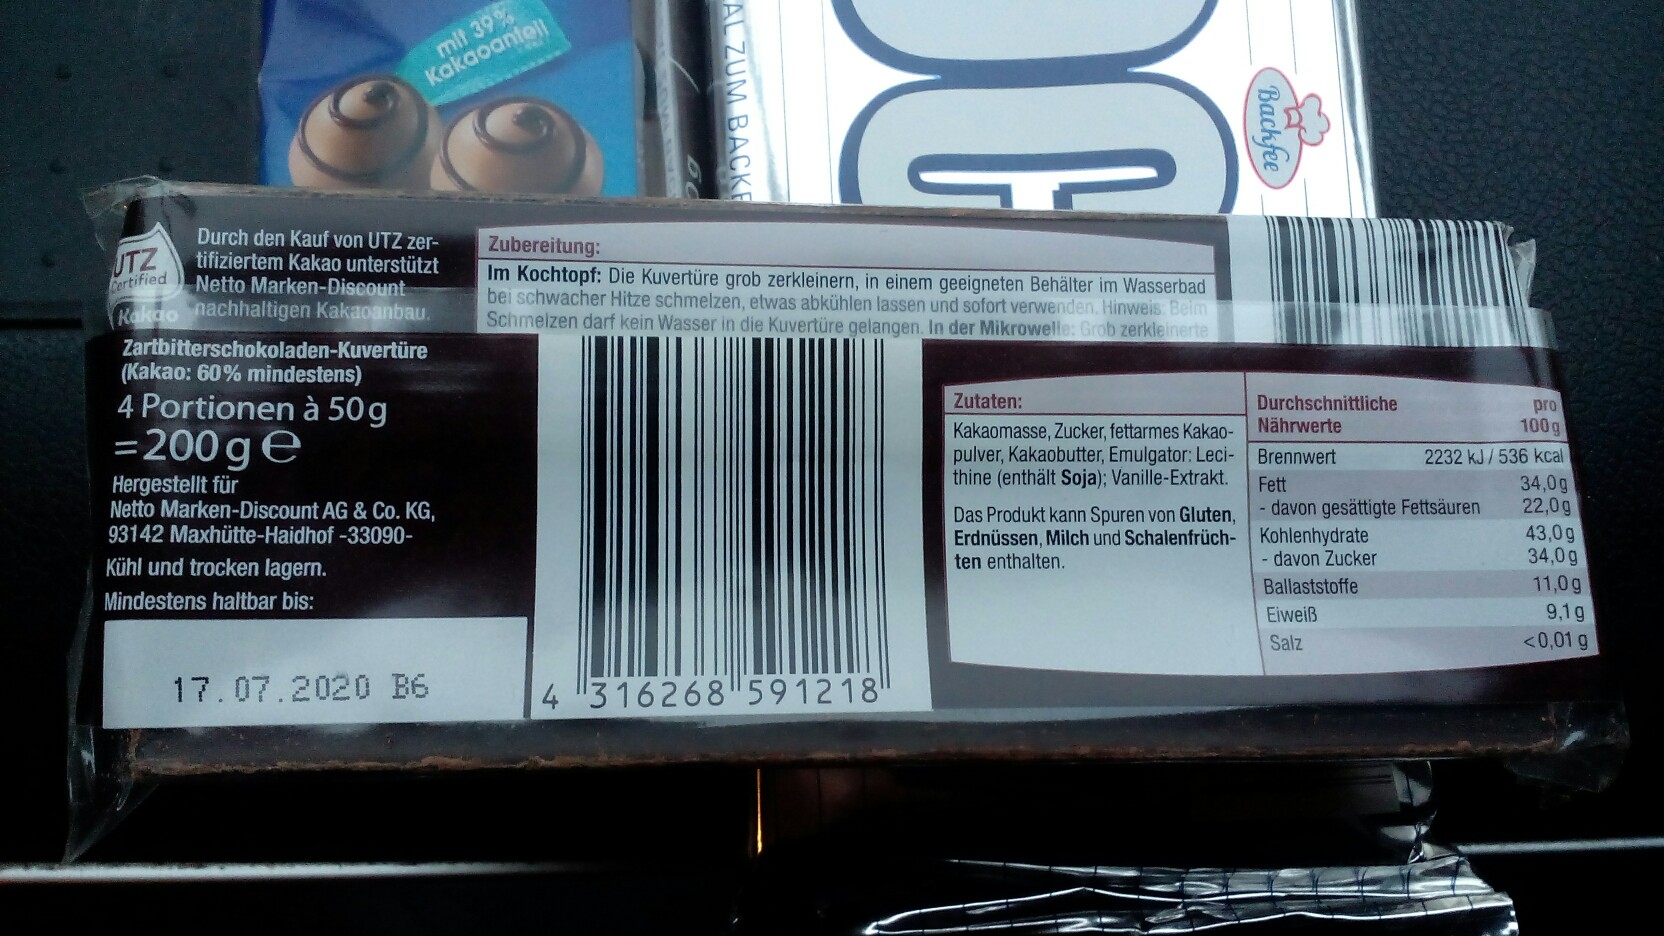 mit 39%
Kakaoanteil
AL ZUM BACKE
Backfee
UTZ
Certified
Kakao
Durch den Kauf von UTZ zer-
tifiziertem Kakao unterstützt
Netto Marken-Discount
nachhaltigen Kakaoanbau.
Zubereitung:
Im Kochtopf: Die Kuvertüre grob zerkleinern, in einem geeigneten Behälter im Wasserbad
bei schwacher Hitze schmelzen, etwas abkühlen lassen und sofort verwenden. Hinweis: Beim
Schmelzen darf kein Wasser in die Kuvertüre gelangen. In der Mikrowelle: Grob zerkleinerte
Zartbitterschokoladen-Kuvertüre
(Kakao: 60% mindestens)
4 Portionen à 50g
=200g e
Hergestellt für
Netto Marken-Discount AG & Co. KG,
93142 Maxhütte-Haidhof -33090-
Kühl und trocken lagern.
Mindestens haltbar bis:
17.07.2020 B6
4 316268 591218
Zutaten:
Kakaomasse, Zucker, fettarmes Kakao-
pulver, Kakaobutter, Emulgator: Leci-
thine (enthält Soja); Vanille-Extrakt.
Das Produkt kann Spuren von Gluten,
Erdnüssen, Milch und Schalenfrüch-
ten enthalten.
Durchschnittliche pro
Nährwerte 100g
Brennwert 2232 kJ / 536 kcal
Fett 34,0g
- davon gesättigte Fettsäuren 22,0g
Kohlenhydrate 43,0g
- davon Zucker 34,0g
Ballaststoffe 11,0g
Eiweiß 9,1g
Salz <0,01g